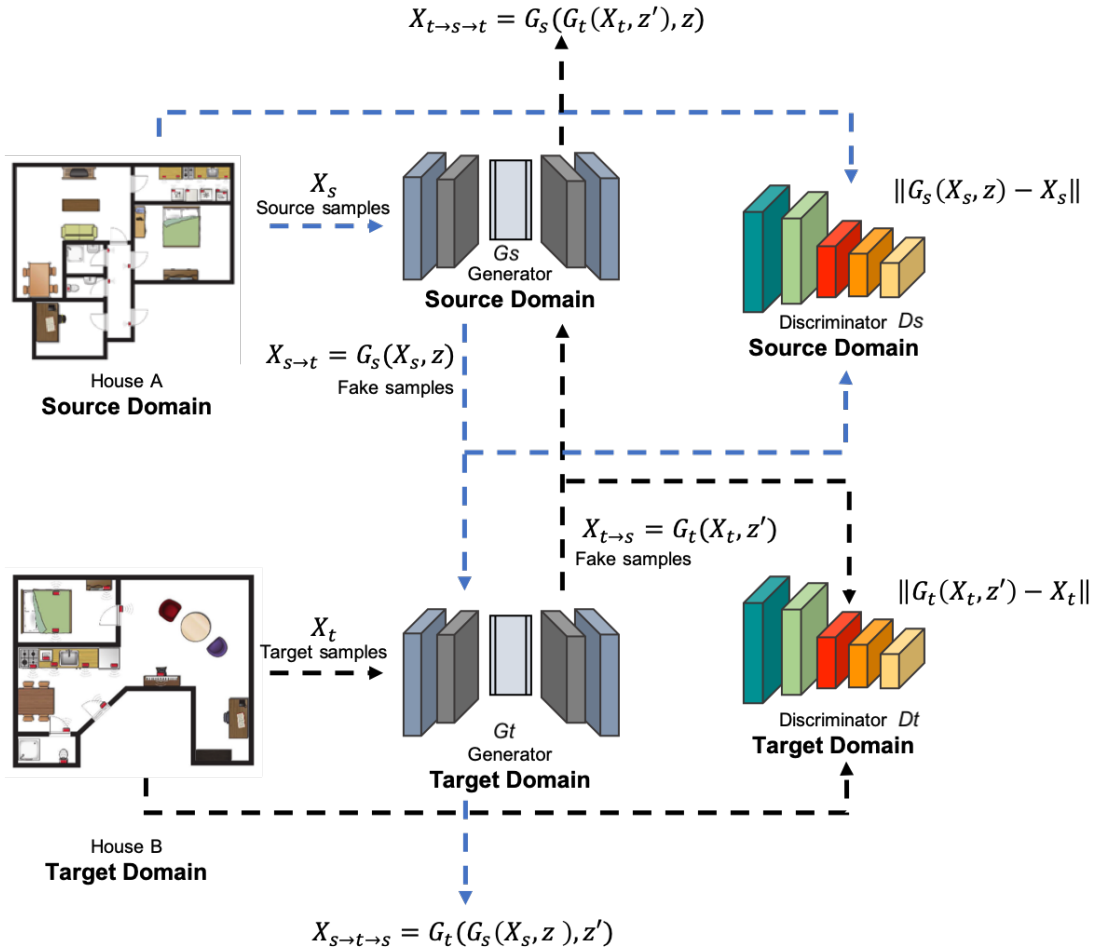 X_{t→s→t} = G_s(G_t(X_t, z′), z)
X_s
Source samples
‖G_s(X_s, z) − X_s‖
Gs
Generator
Source Domain
Discriminator Ds
Source Domain
X_{s→t} = G_s(X_s, z)
Fake samples
House A
Source Domain
X_{t→s} = G_t(X_t, z′)
Fake samples
‖G_t(X_t, z′) − X_t‖
X_t
Target samples
Gt
Generator
Target Domain
Discriminator Dt
Target Domain
House B
Target Domain
X_{s→t→s} = G_t(G_s(X_s, z ), z′)